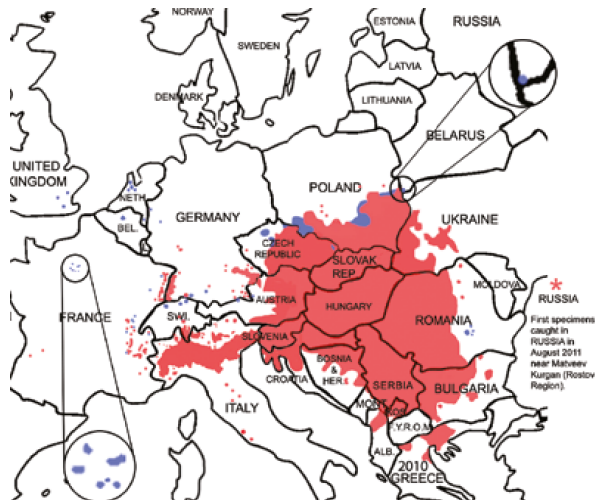 NORWAY
SWEDEN
ESTONIA
RUSSIA
LATVIA
DENMARK
LITHUANIA
BELARUS
UNITED
KINGDOM
NETH.
POLAND
BEL.
GERMANY
UKRAINE
CZECH
REPUBLIC
SLOVAK
REP.
MOLDOVA
*
RUSSIA
AUSTRIA
HUNGARY
FRANCE
SWI.
ROMANIA
First specimens
caught in
RUSSIA in
August 2011
near Matveev
Kurgan (Rostov
Region).
SLOVENIA
BOSNIA
&
HER.
CROATIA
SERBIA
BULGARIA
ITALY
MONT.
KOS.
F.Y.R.O.M.
ALB.
2010
GREECE